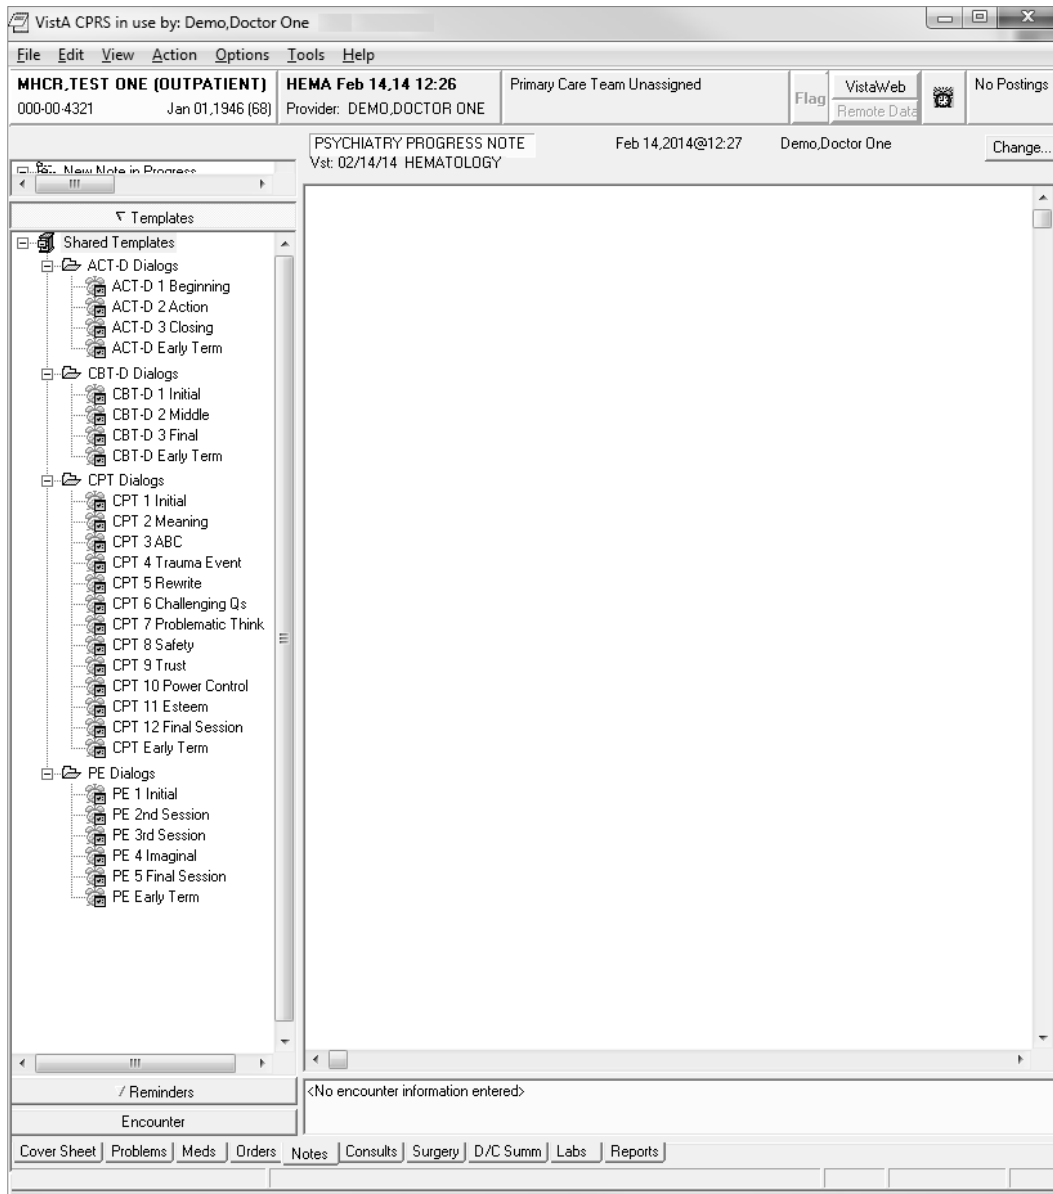 VistA CPRS in use by: Demo,Doctor One
File Edit View Action Options Tools Help
MHCR,TEST ONE (OUTPATIENT) HEMA Feb 14,14 12:26 Primary Care Team Unassigned Flag VistaWeb No Postings
000-00-4321 Jan 01,1946 (68) Provider: DEMO,DOCTOR ONE Remote Data
PSYCHIATRY PROGRESS NOTE Feb 14,2014@12:27 Demo,Doctor One Change...
Vst: 02/14/14 HEMATOLOGY
New Note in Progress
Templates
Shared Templates
ACT-D Dialogs
ACT-D 1 Beginning
ACT-D 2 Action
ACT-D 3 Closing
ACT-D Early Term
CBT-D Dialogs
CBT-D 1 Initial
CBT-D 2 Middle
CBT-D 3 Final
CBT-D Early Term
CPT Dialogs
CPT 1 Initial
CPT 2 Meaning
CPT 3 ABC
CPT 4 Trauma Event
CPT 5 Rewrite
CPT 6 Challenging Qs
CPT 7 Problematic Think
CPT 8 Safety
CPT 9 Trust
CPT 10 Power Control
CPT 11 Esteem
CPT 12 Final Session
CPT Early Term
PE Dialogs
PE 1 Initial
PE 2nd Session
PE 3rd Session
PE 4 Imaginal
PE 5 Final Session
PE Early Term
/ Reminders
<No encounter information entered>
Encounter
Cover Sheet Problems Meds Orders Notes Consults Surgery D/C Summ Labs Reports